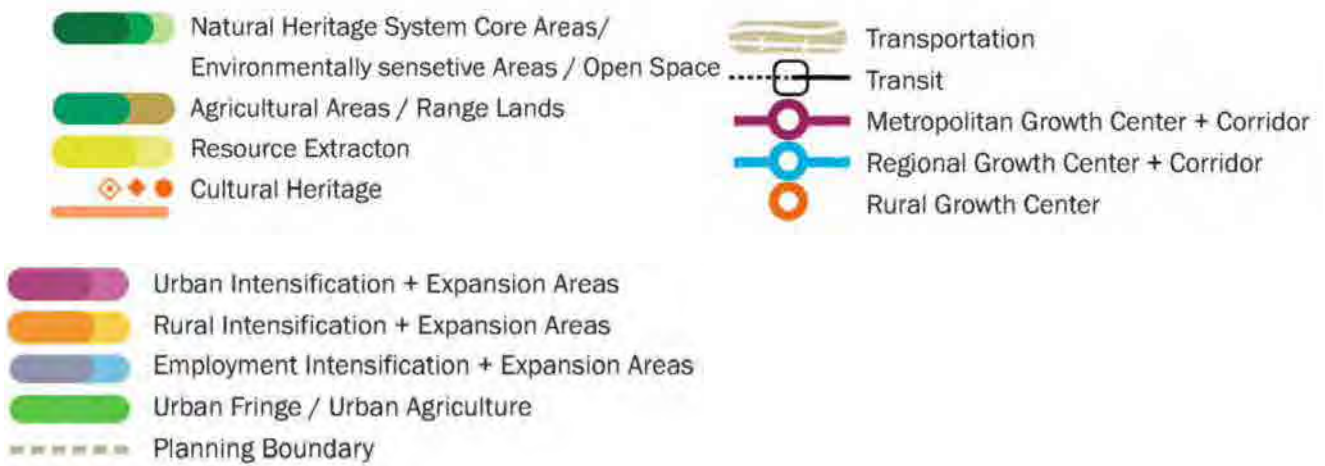 Natural Heritage System Core Areas/
Environmentally sensetive Areas / Open Space
Agricultural Areas / Range Lands
Resource Extracton
Cultural Heritage
Transportation
Transit
Metropolitan Growth Center + Corridor
Regional Growth Center + Corridor
Rural Growth Center
Urban Intensification + Expansion Areas
Rural Intensification + Expansion Areas
Employment Intensification + Expansion Areas
Urban Fringe / Urban Agriculture
Planning Boundary